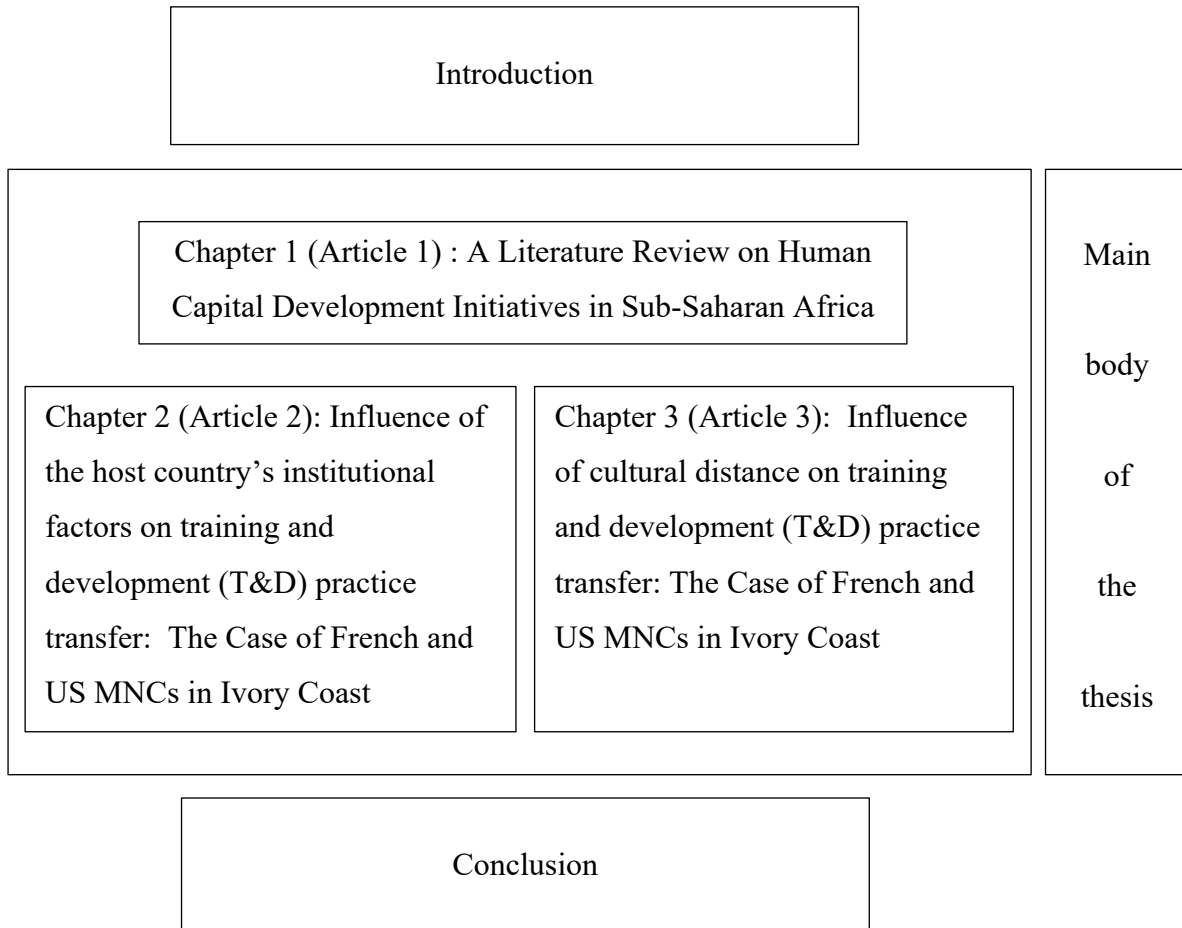 Introduction
Chapter 1 (Article 1) : A Literature Review on Human
Capital Development Initiatives in Sub-Saharan Africa
Chapter 2 (Article 2): Influence of
the host country’s institutional
factors on training and
development (T&D) practice
transfer:  The Case of French and
US MNCs in Ivory Coast
Chapter 3 (Article 3):  Influence
of cultural distance on training
and development (T&D) practice
transfer: The Case of French and
US MNCs in Ivory Coast
Main
body
of
the
thesis
Conclusion